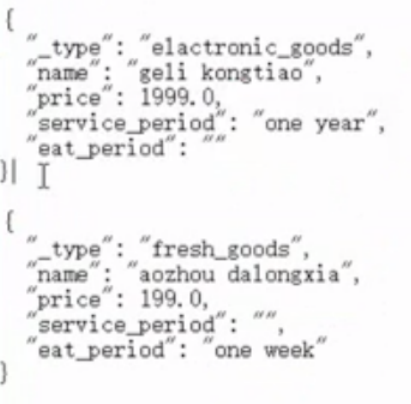 {
"_type": "elactronic_goods",
"name": "geli kongtiao",
"price": 1999.0,
"service_period": "one year",
"eat_period": ""
}
{
"_type": "fresh_goods",
"name": "aozhou dalongxia",
"price": 199.0,
"service_period": "",
"eat_period": "one week"
}